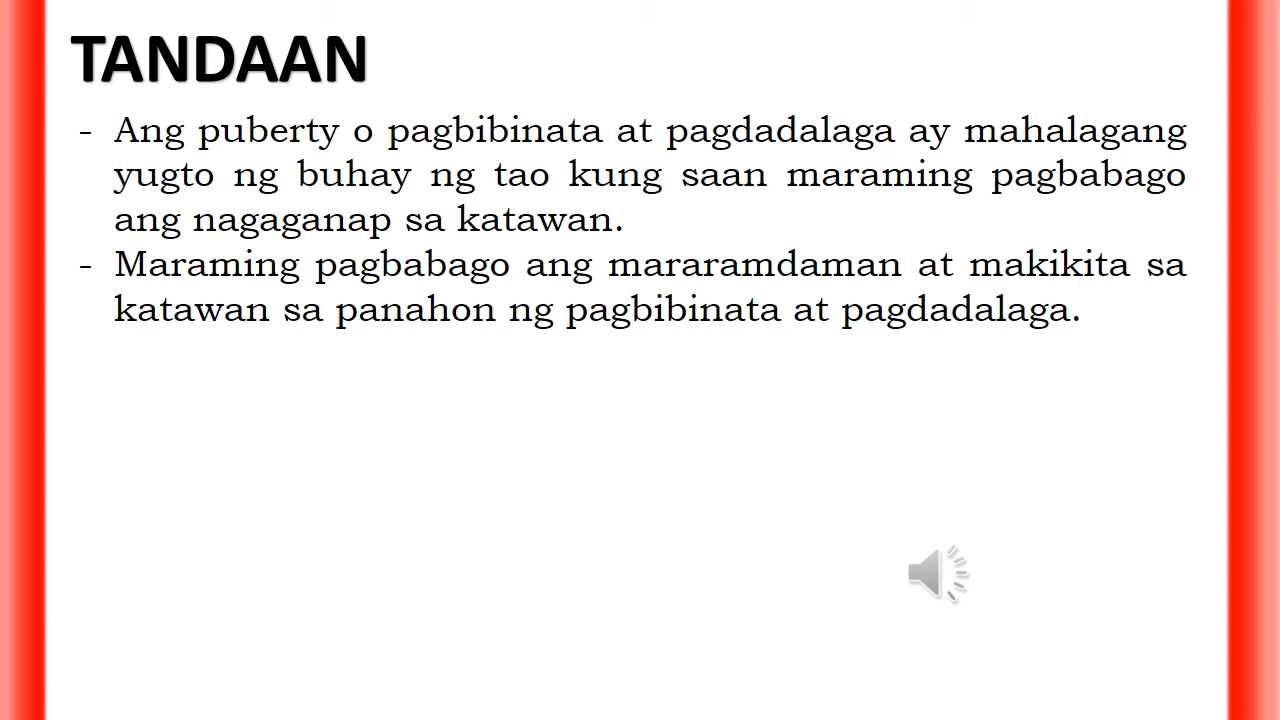 TANDAAN
- Ang puberty o pagbibinata at pagdadalaga ay mahalagang
yugto ng buhay ng tao kung saan maraming pagbabago
ang nagaganap sa katawan.
- Maraming pagbabago ang mararamdaman at makikita sa
katawan sa panahon ng pagbibinata at pagdadalaga.